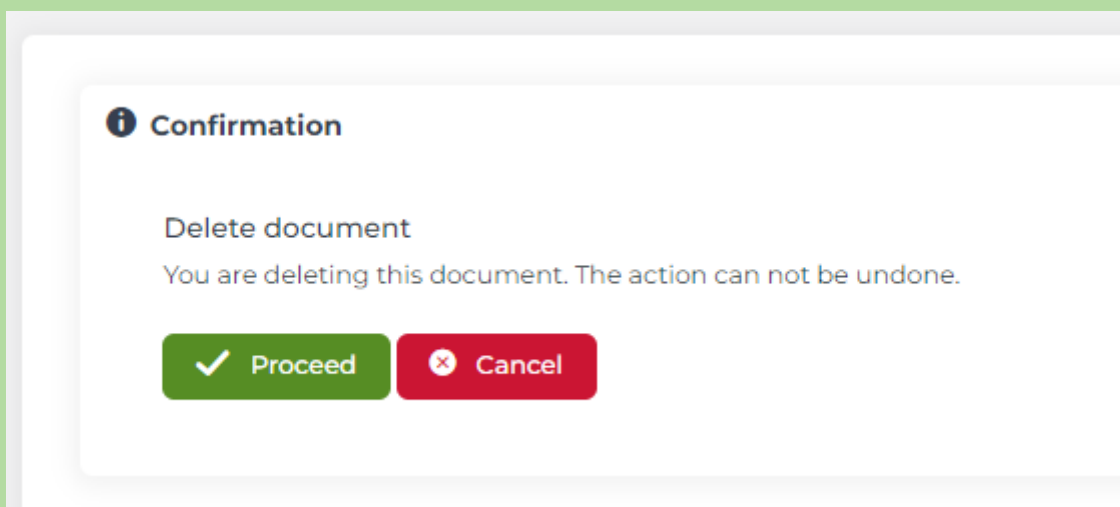 Confirmation
Delete document
You are deleting this document. The action can not be undone.
Proceed
Cancel